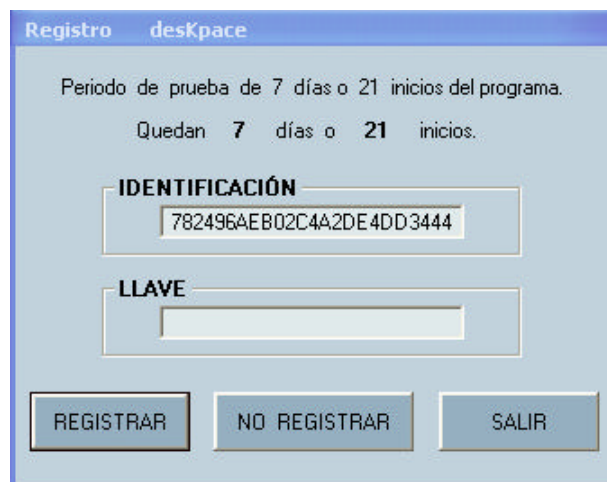 Registro desKpace
Periodo de prueba de 7 días o 21 inicios del programa.
Quedan 7 días o 21 inicios.
IDENTIFICACIÓN
782496AEB02C4A2DE4DD3444
LLAVE
REGISTRAR NO REGISTRAR SALIR